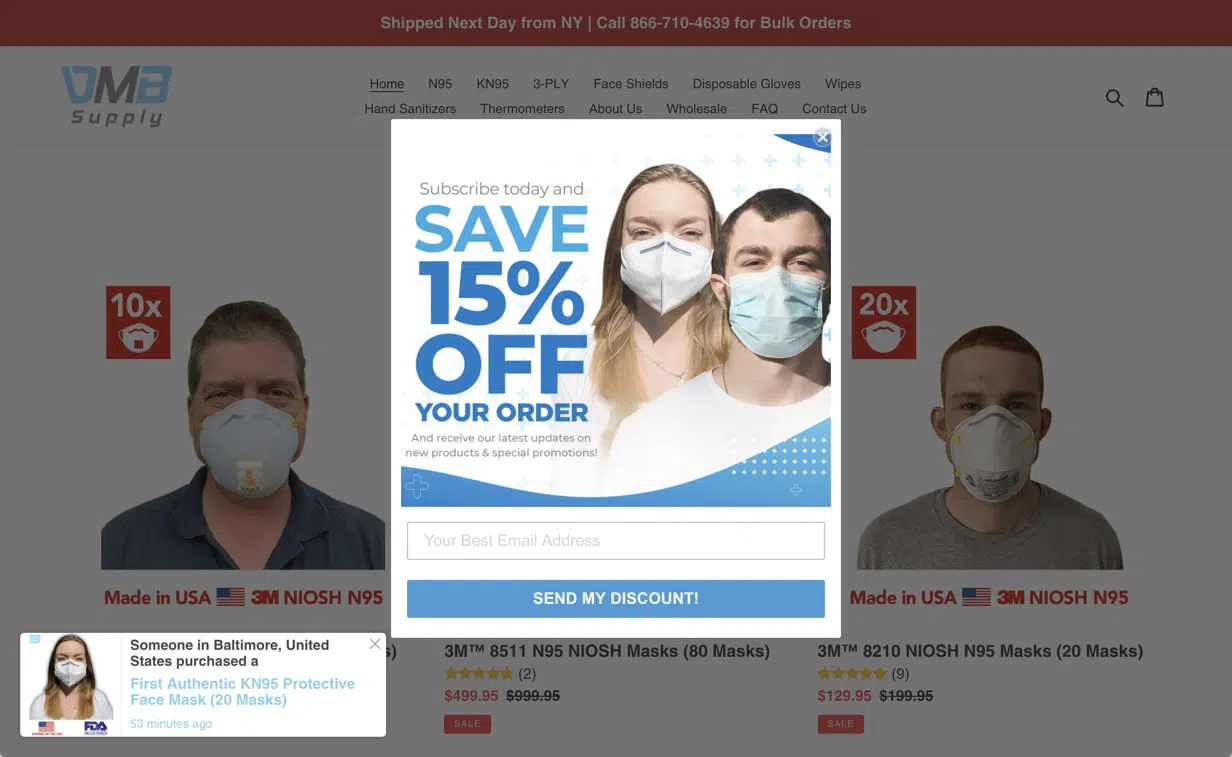 Shipped Next Day from NY | Call 866-710-4639 for Bulk Orders
DMB
Supply
Home N95 KN95 3-PLY Face Shields Disposable Gloves Wipes
Hand Sanitizers Thermometers About Us Wholesale FAQ Contact Us
Subscribe today and
SAVE
15%
OFF
YOUR ORDER
And receive our latest updates on
new products & special promotions!
Your Best Email Address
SEND MY DISCOUNT!
10x
20x
Made in USA 3M NIOSH N95
Made in USA 3M NIOSH N95
3M™ 8511 N95 NIOSH Masks (80 Masks)
(2)
$499.95 $999.95
SALE
3M™ 8210 NIOSH N95 Masks (20 Masks)
(9)
$129.95 $199.95
SALE
Someone in Baltimore, United
States purchased a
First Authentic KN95 Protective
Face Mask (20 Masks)
53 minutes ago
FDA
REGISTERED